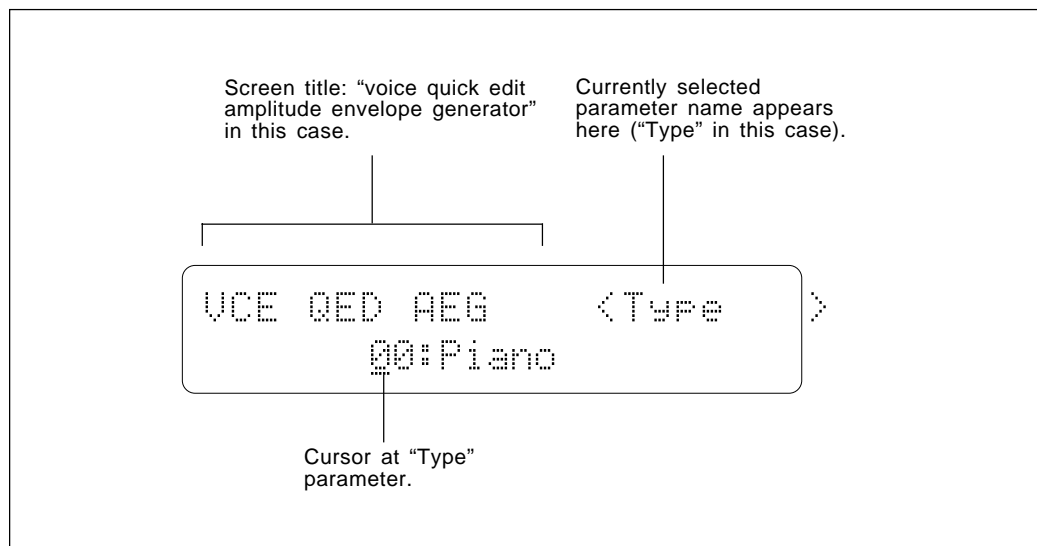 Screen title: “voice quick edit
amplitude envelope generator”
in this case.
Currently selected
parameter name appears
here (“Type” in this case).
VCE QED AEG <Type >
00:Piano
Cursor at “Type”
parameter.